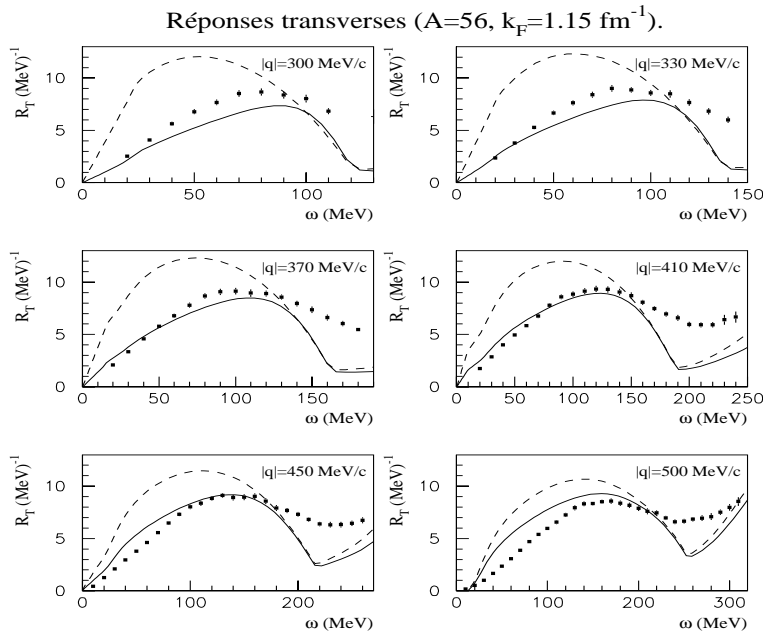 Réponses transverses (A=56, k_F=1.15 fm^-1).
R_T (MeV)^-1
|q|=300 MeV/c
10
5
0
0 50 100
ω (MeV)
R_T (MeV)^-1
|q|=330 MeV/c
10
5
0
0 50 100 150
ω (MeV)
R_T (MeV)^-1
|q|=370 MeV/c
10
5
0
0 50 100 150
ω (MeV)
R_T (MeV)^-1
|q|=410 MeV/c
10
5
0
0 50 100 150 200 250
ω (MeV)
R_T (MeV)^-1
|q|=450 MeV/c
10
5
0
0 100 200
ω (MeV)
R_T (MeV)^-1
|q|=500 MeV/c
10
5
0
0 100 200 300
ω (MeV)